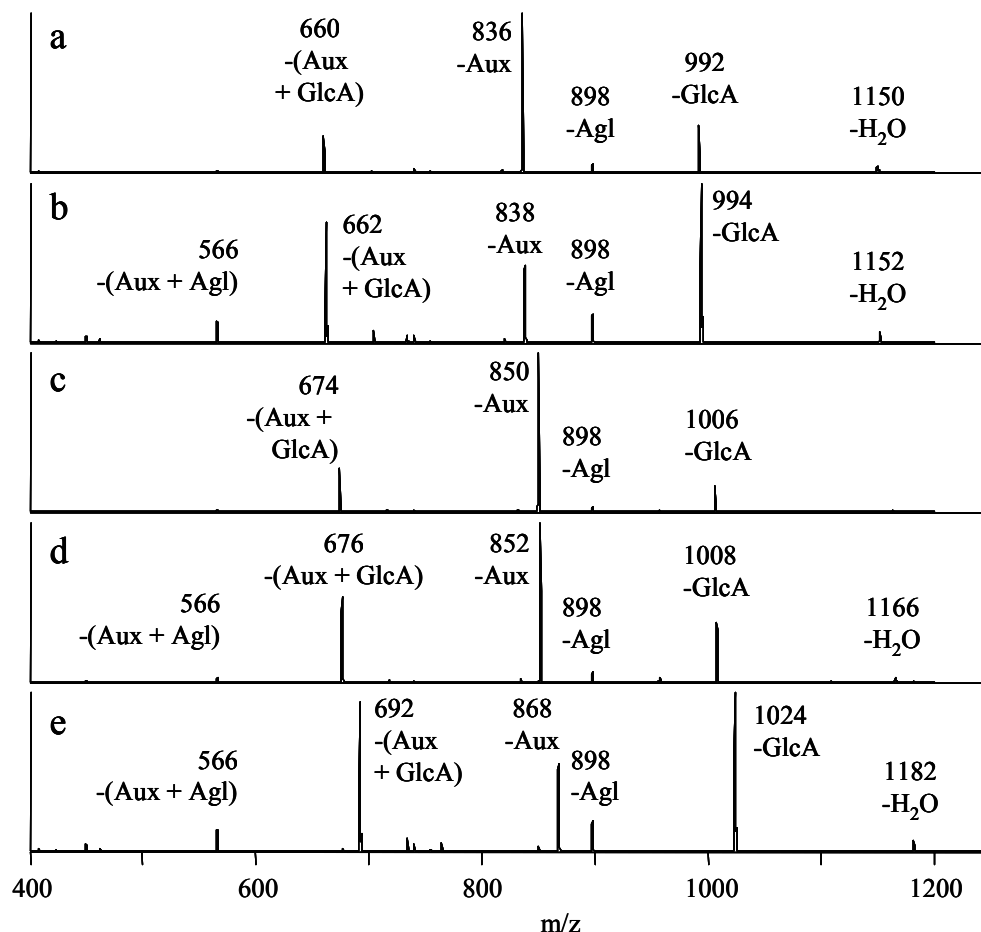 a
660
-(Aux
+ GlcA)
836
-Aux
898
-Agl
992
-GlcA
1150
-H₂O
b
566
-(Aux + Agl)
662
-(Aux
+ GlcA)
838
-Aux
898
-Agl
994
-GlcA
1152
-H₂O
c
674
-(Aux +
GlcA)
850
-Aux
898
-Agl
1006
-GlcA
d
566
-(Aux + Agl)
676
-(Aux + GlcA)
852
-Aux
898
-Agl
1008
-GlcA
1166
-H₂O
e
566
-(Aux + Agl)
692
-(Aux
+ GlcA)
868
-Aux
898
-Agl
1024
-GlcA
1182
-H₂O
400 600 800 1000 1200
m/z